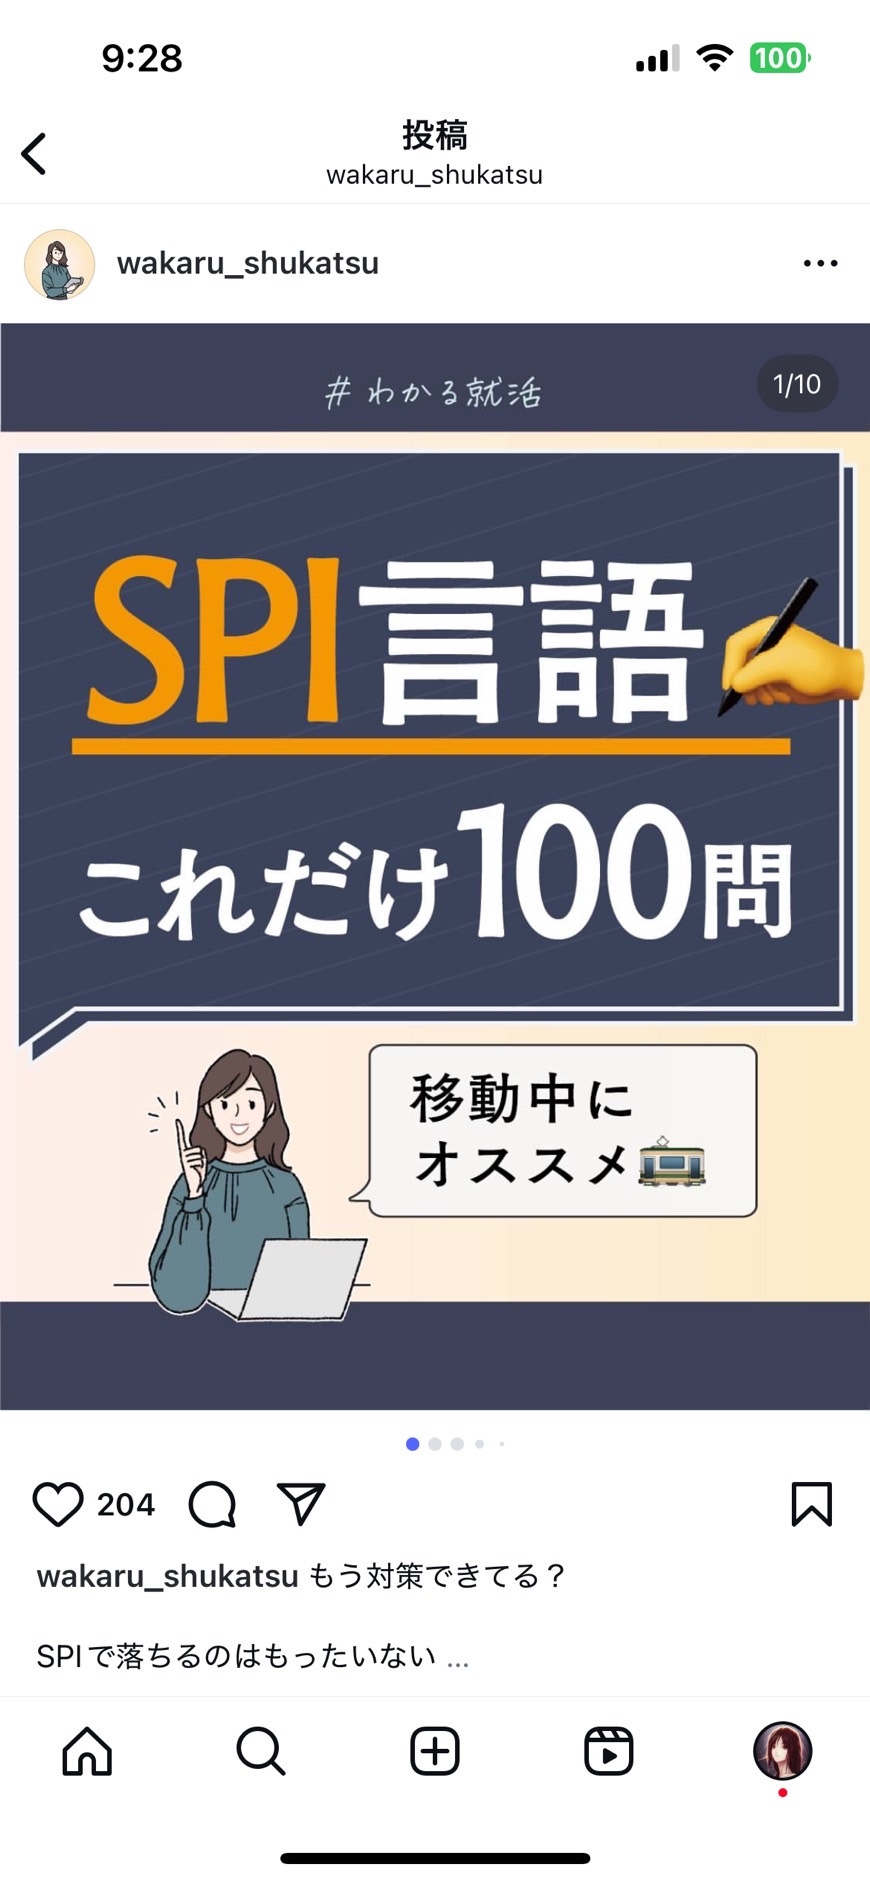 9:28
100
投稿
wakaru_shukatsu
wakaru_shukatsu
# わかる就活
1/10
SPI言語
これだけ100問
移動中に
オススメ
204
wakaru_shukatsu もう対策できてる？
SPIで落ちるのはもったいない ...